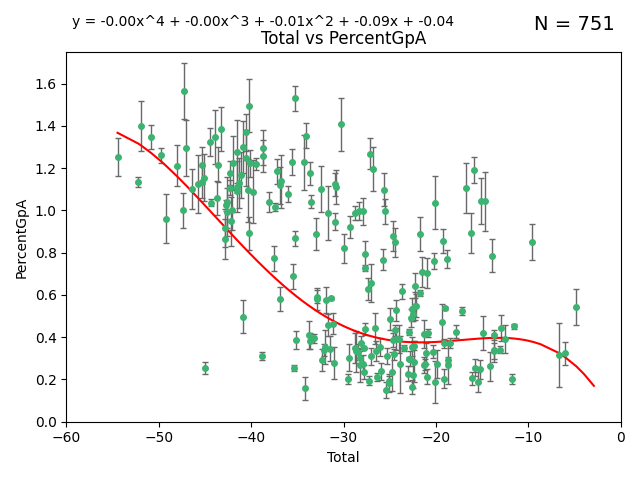 y = -0.00x^4 + -0.00x^3 + -0.01x^2 + -0.09x + -0.04
N = 751
Total vs PercentGpA
1.6
1.4
1.2
1.0
0.8
0.6
0.4
0.2
0.0
PercentGpA
−60 −50 −40 −30 −20 −10 0
Total